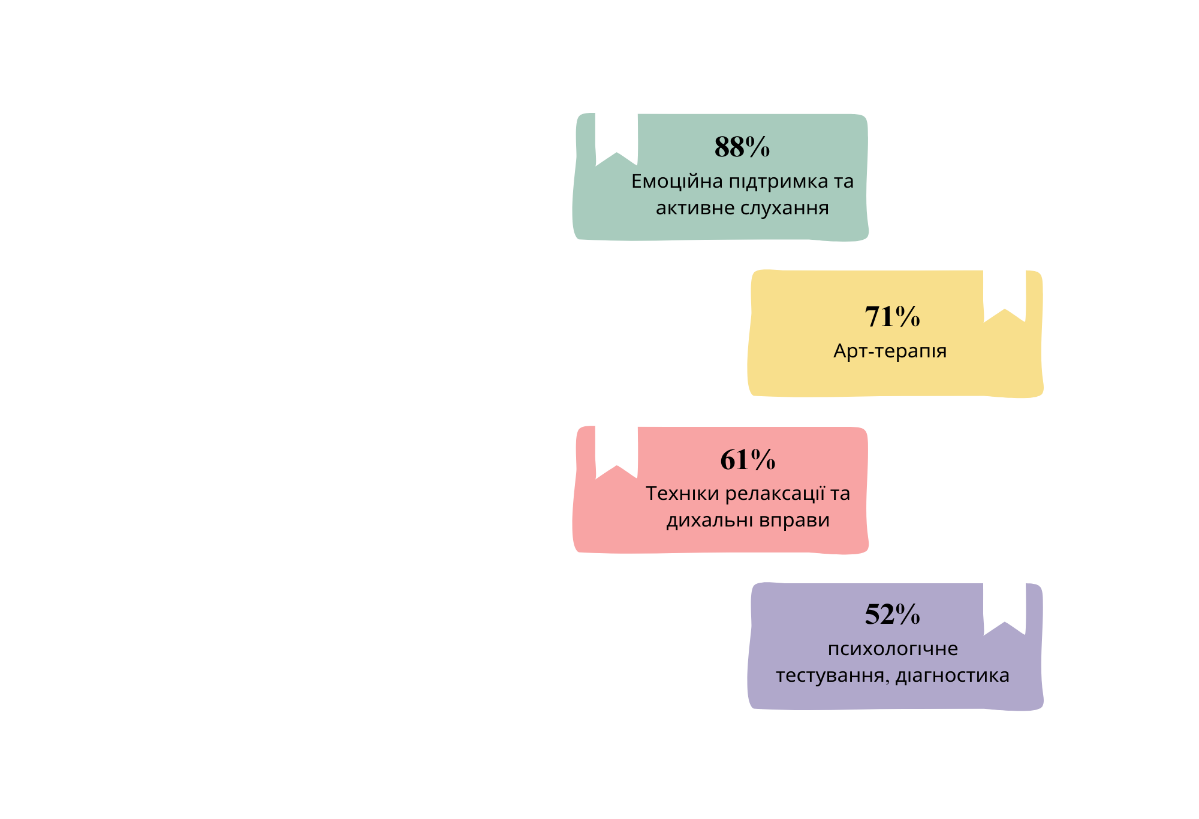 88%
Емоційна підтримка та
активне слухання
71%
Арт-терапія
61%
Техніки релаксації та
дихальні вправи
52%
психологічне
тестування, діагностика